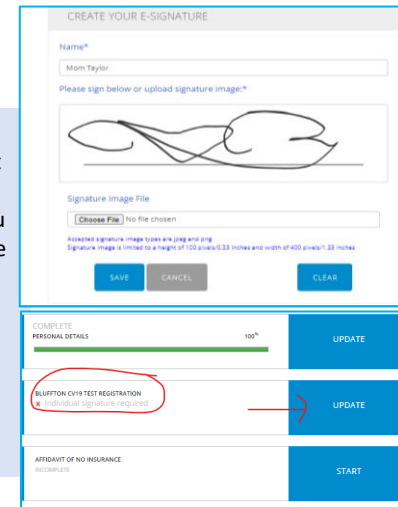 CREATE YOUR E-SIGNATURE
Name*
Mom Taylor
Please sign below or upload signature image:*
Signature Image File
Choose File No file chosen
Accepted signature image types are jpeg and png
Signature image is limited to a height of 100 pixels/0.33 inches and width of 400 pixels/1.33 inches
SAVE CANCEL CLEAR
t
u
e
COMPLETE
PERSONAL DETAILS 100% UPDATE
BLUFFTON CV19 TEST REGISTRATION
x Individual signature required UPDATE
AFFIDAVIT OF NO INSURANCE
INCOMPLETE START